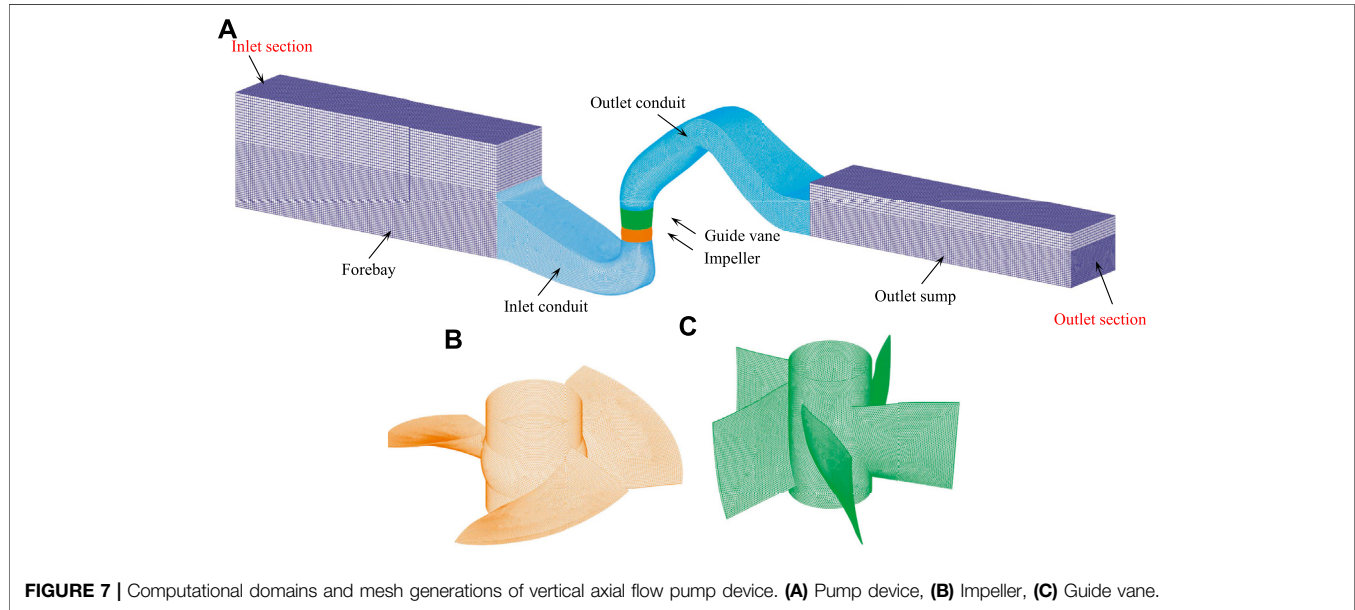 A
Inlet section
Outlet conduit
Guide vane
Impeller
Forebay
Inlet conduit
Outlet sump
Outlet section
B
C
FIGURE 7 | Computational domains and mesh generations of vertical axial flow pump device. (A) Pump device, (B) Impeller, (C) Guide vane.